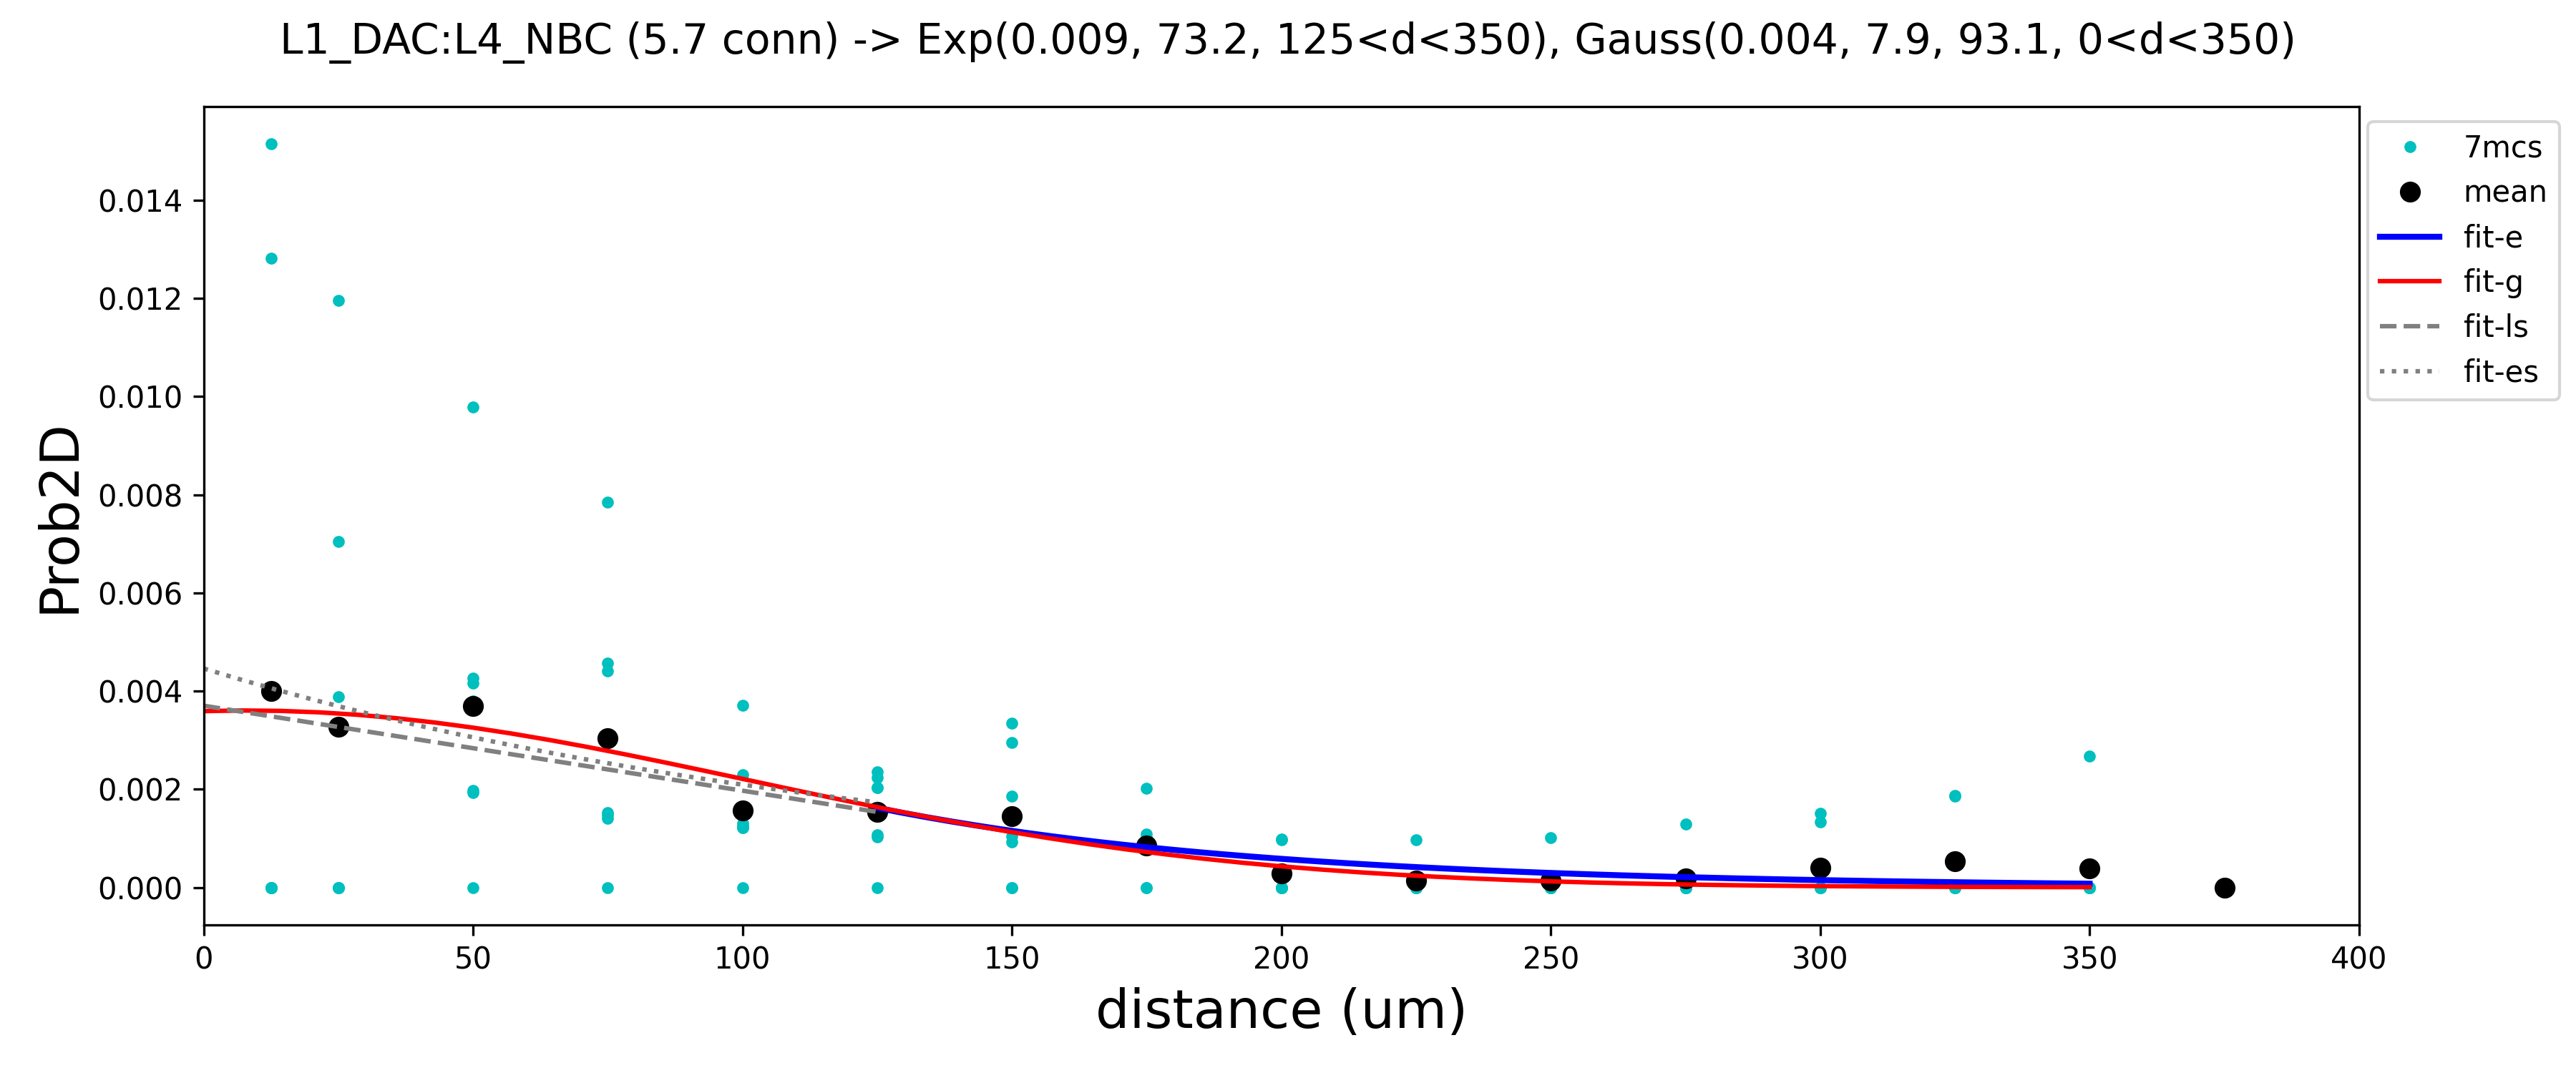 L1_DAC:L4_NBC (5.7 conn) -> Exp(0.009, 73.2, 125<d<350), Gauss(0.004, 7.9, 93.1, 0<d<350)
7mcs
mean
fit-e
fit-g
fit-ls
fit-es
Prob2D
0.014
0.012
0.010
0.008
0.006
0.004
0.002
0.000
0 50 100 150 200 250 300 350 400
distance (um)